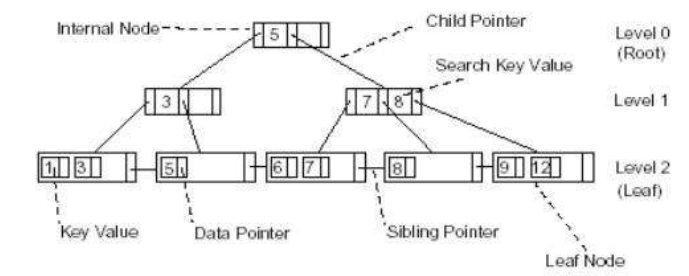 Internal Node
5
Child Pointer
Level 0
(Root)
Search Key Value
3
7 8
Level 1
1 3
5
6 7
8
9 12
Level 2
(Leaf)
Key Value
Data Pointer
Sibling Pointer
Leaf Node